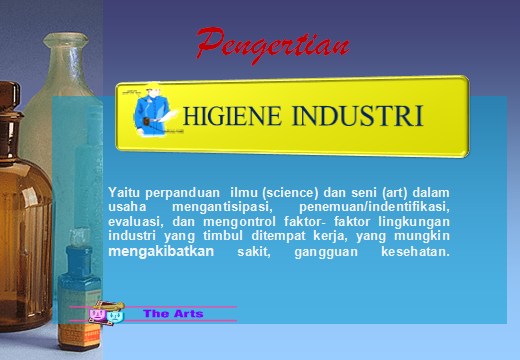 Pengertian
HIGIENE INDUSTRI
Yaitu perpanduan ilmu (science) dan seni (art) dalam
usaha mengantisipasi, penemuan/indentifikasi,
evaluasi, dan mengontrol faktor- faktor lingkungan
industri yang timbul ditempat kerja, yang mungkin
mengakibatkan sakit, gangguan kesehatan.
The Arts